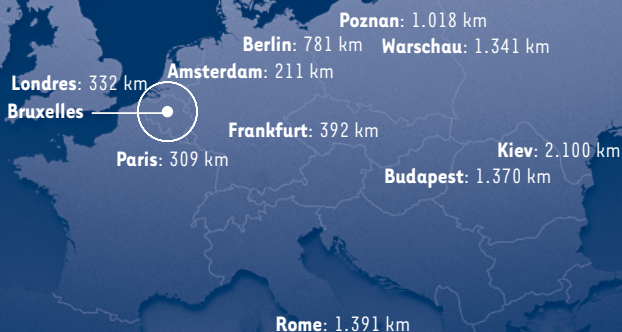 Poznan: 1.018 km
Berlin: 781 km
Warschau: 1.341 km
Amsterdam: 211 km
Londres: 332 km
Bruxelles
Frankfurt: 392 km
Paris: 309 km
Kiev: 2.100 km
Budapest: 1.370 km
Rome: 1.391 km